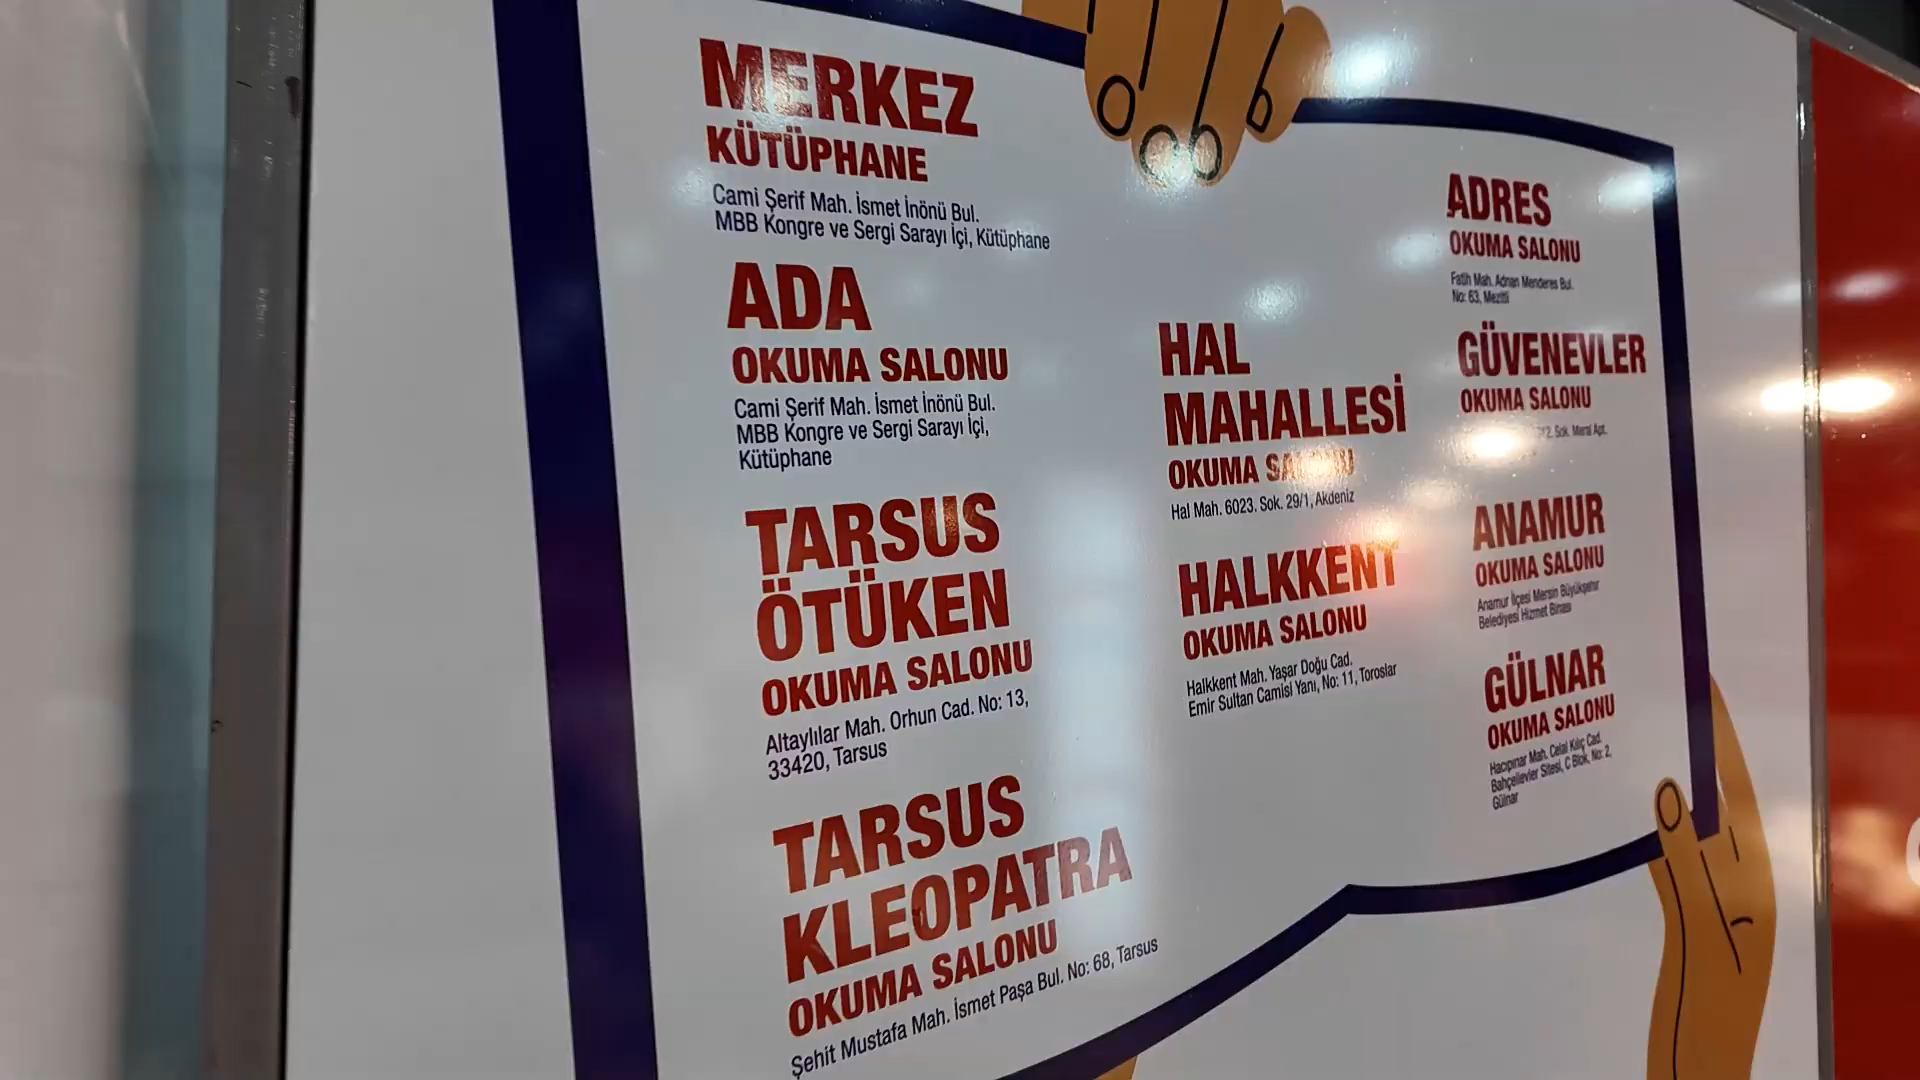 MERKEZ
KÜTÜPHANE
Cami Şerif Mah. İsmet İnönü Bul.
MBB Kongre ve Sergi Sarayı İçi, Kütüphane
ADA
OKUMA SALONU
Cami Şerif Mah. İsmet İnönü Bul.
MBB Kongre ve Sergi Sarayı İçi,
Kütüphane
TARSUS
ÖTÜKEN
OKUMA SALONU
Altaylılar Mah. Orhun Cad. No: 13,
33420, Tarsus
TARSUS
KLEOPATRA
OKUMA SALONU
Şehit Mustafa Mah. İsmet Paşa Bul. No: 68, Tarsus
HAL
MAHALLESİ
OKUMA SALONU
Hal Mah. 6023. Sok. 29/1, Akdeniz
HALKKENT
OKUMA SALONU
Halkkent Mah. Yaşar Doğu Cad.
Emir Sultan Camisi Yanı, No: 11, Toroslar
ADRES
OKUMA SALONU
Fatih Mah. Adnan Menderes Bul.
No: 63, Mezitli
GÜVENEVLER
OKUMA SALONU
Sok. Meral Apt.
ANAMUR
OKUMA SALONU
Anamur İlçesi Mersin Büyükşehir
Belediyesi Hizmet Binası
GÜLNAR
OKUMA SALONU
Hacıpınar Mah. Celal Kılıç Cad.
Bahçelievler Sitesi, C Blok, No: 2,
Gülnar